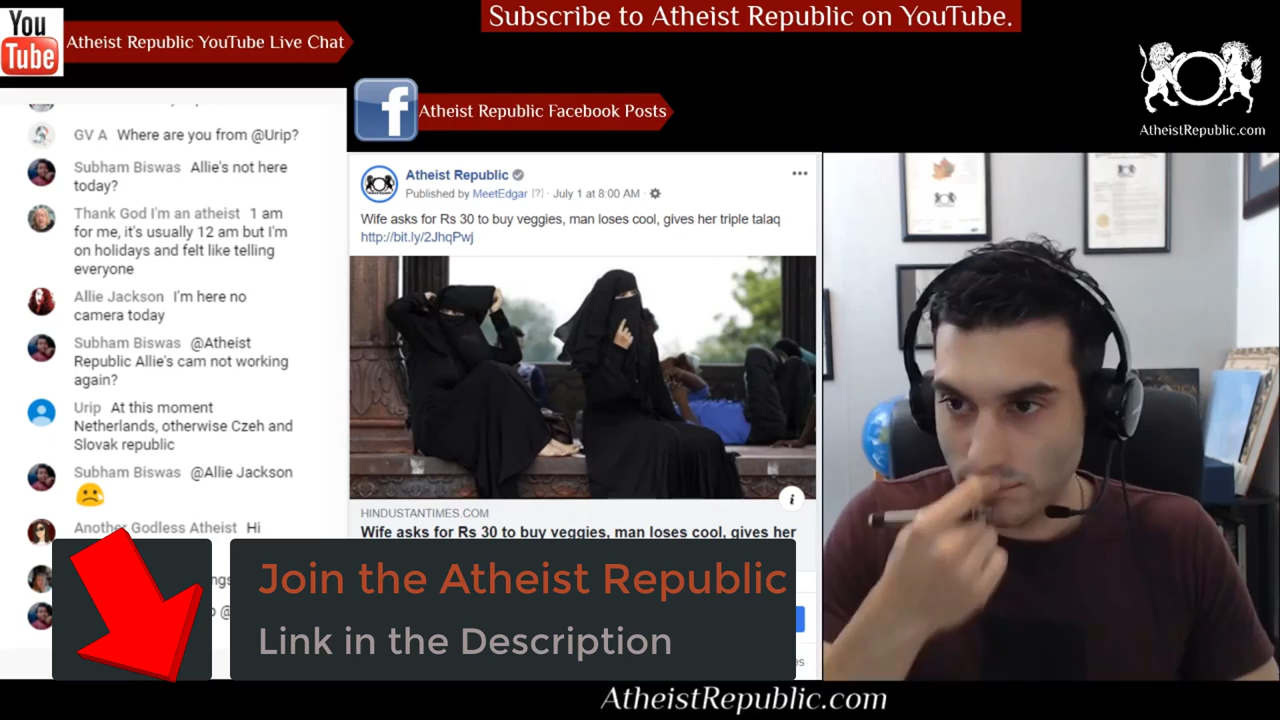 Subscribe to Atheist Republic on YouTube.
You
Tube
Atheist Republic YouTube Live Chat
Atheist Republic Facebook Posts
AtheistRepublic.com
GV A Where are you from @Urip?
Subham Biswas Allie's not here
today?
Thank God I'm an atheist 1 am
for me, it's usually 12 am but I'm
on holidays and felt like telling
everyone
Allie Jackson I'm here no
camera today
Subham Biswas @Atheist
Republic Allie's cam not working
again?
Urip At this moment
Netherlands, otherwise Czeh and
Slovak republic
Subham Biswas @Allie Jackson
Another Godless Atheist Hi
Atheist Republic
Published by MeetEdgar [?] · July 1 at 8:00 AM ·
Wife asks for Rs 30 to buy veggies, man loses cool, gives her triple talaq
http://bit.ly/2JhqPwj
HINDUSTANTIMES.COM
Wife asks for Rs 30 to buy veggies, man loses cool, gives her
Join the Atheist Republic
Link in the Description
AtheistRepublic.com